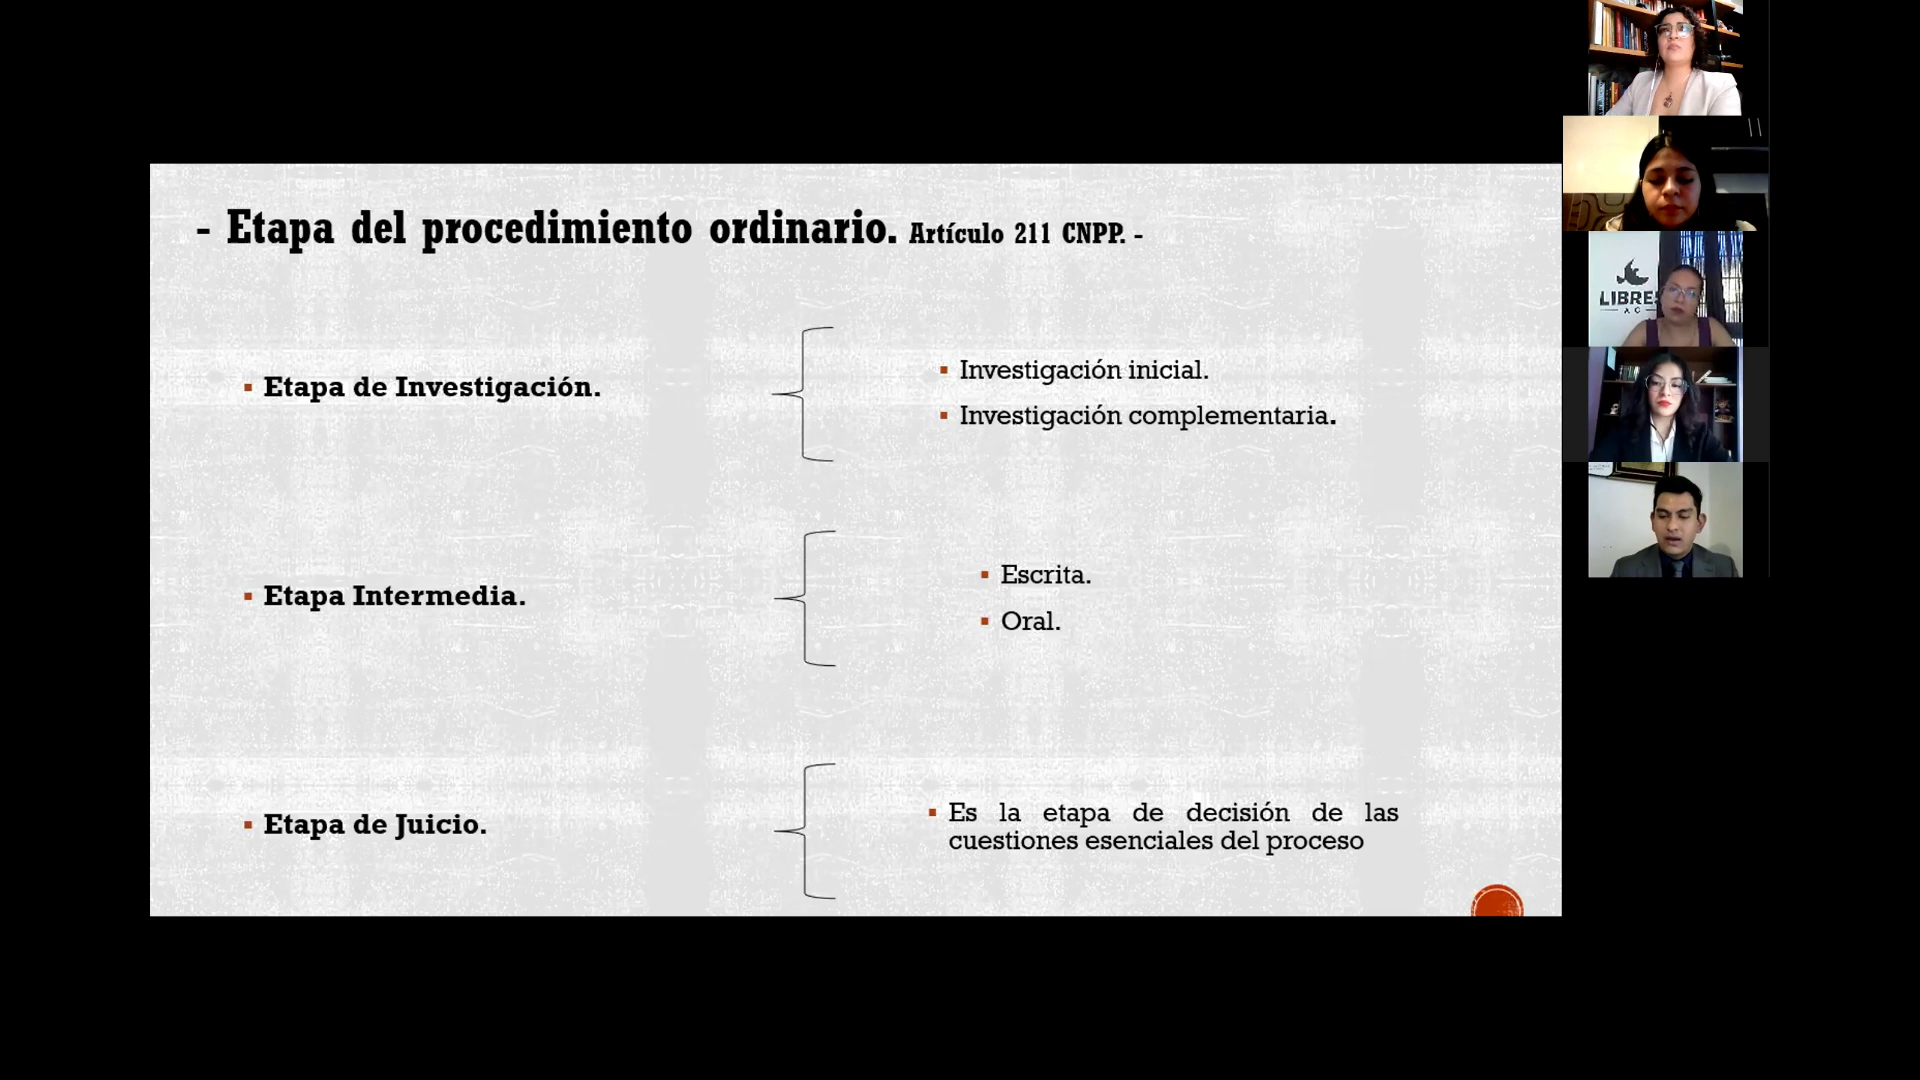 - Etapa del procedimiento ordinario. Artículo 211 CNPP. -
Etapa de Investigación.
Investigación inicial.
Investigación complementaria.
Etapa Intermedia.
Escrita.
Oral.
Etapa de Juicio.
Es la etapa de decisión de las
cuestiones esenciales del proceso
LIBRE
A C